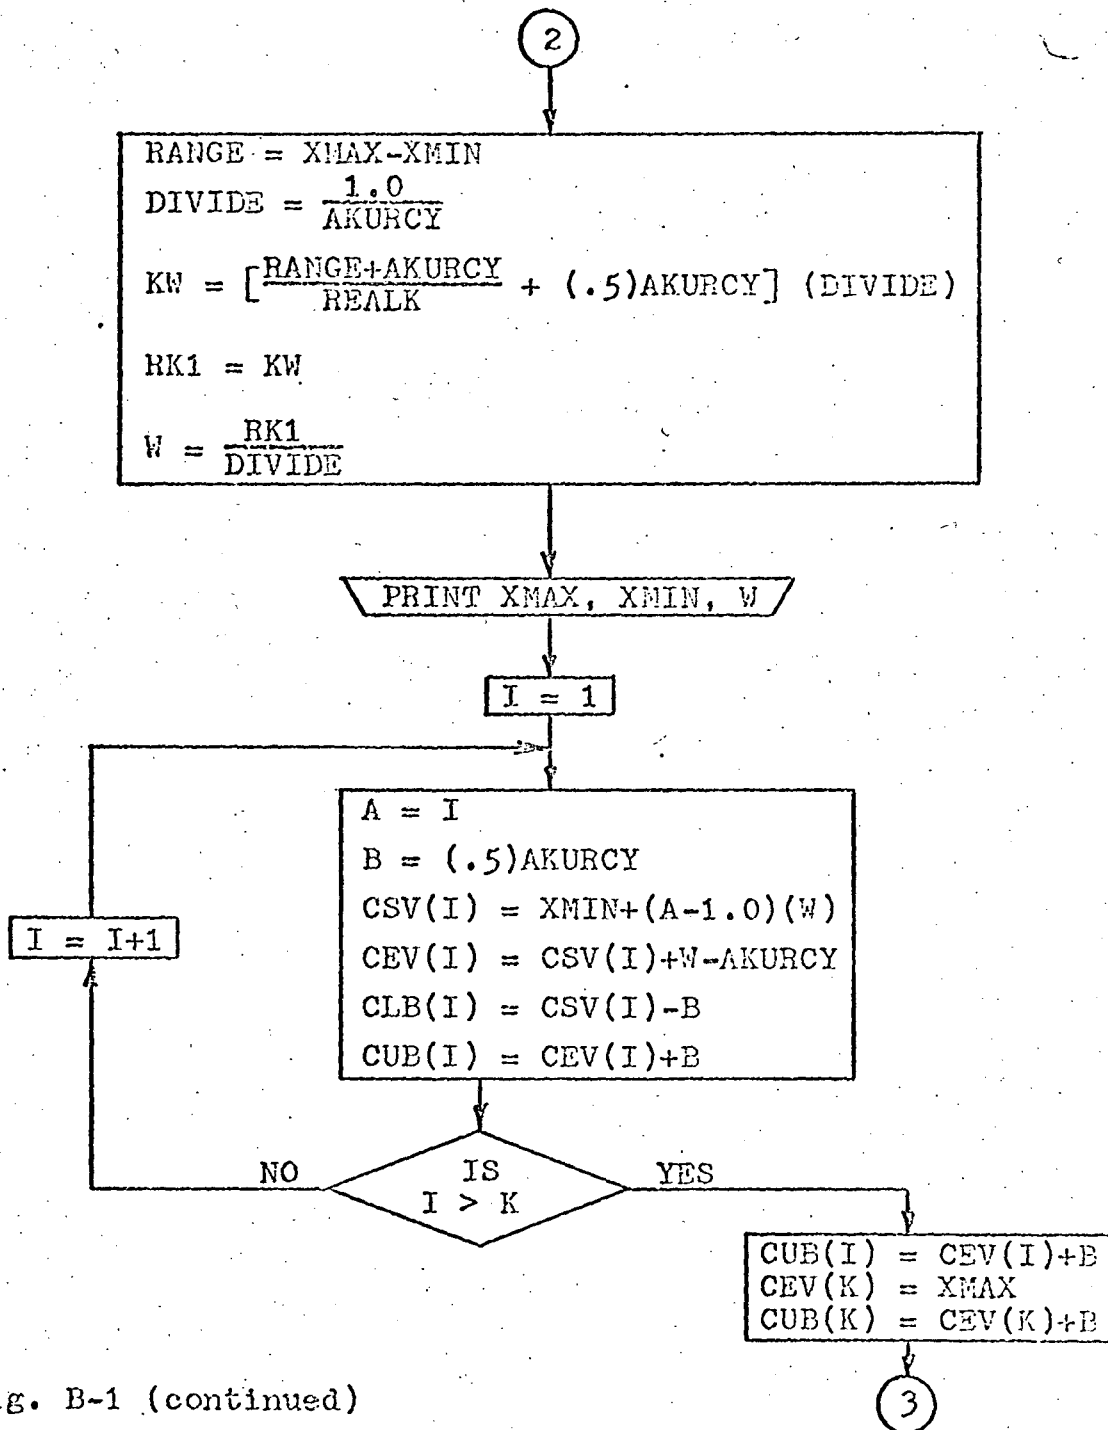 2
RANGE = XMAX-XMIN
DIVIDE = 1.0 / AKURCY
KW = [RANGE+AKURCY / REALK + (.5)AKURCY] (DIVIDE)
RK1 = KW
W = RK1 / DIVIDE
PRINT XMAX, XMIN, W
I = 1
A = I
B = (.5)AKURCY
CSV(I) = XMIN+(A-1.0)(W)
CEV(I) = CSV(I)+W-AKURCY
CLB(I) = CSV(I)-B
CUB(I) = CEV(I)+B
I = I+1
NO
IS
I > K
YES
CUB(I) = CEV(I)+B
CEV(K) = XMAX
CUB(K) = CEV(K)+B
3
g. B-1 (continued)